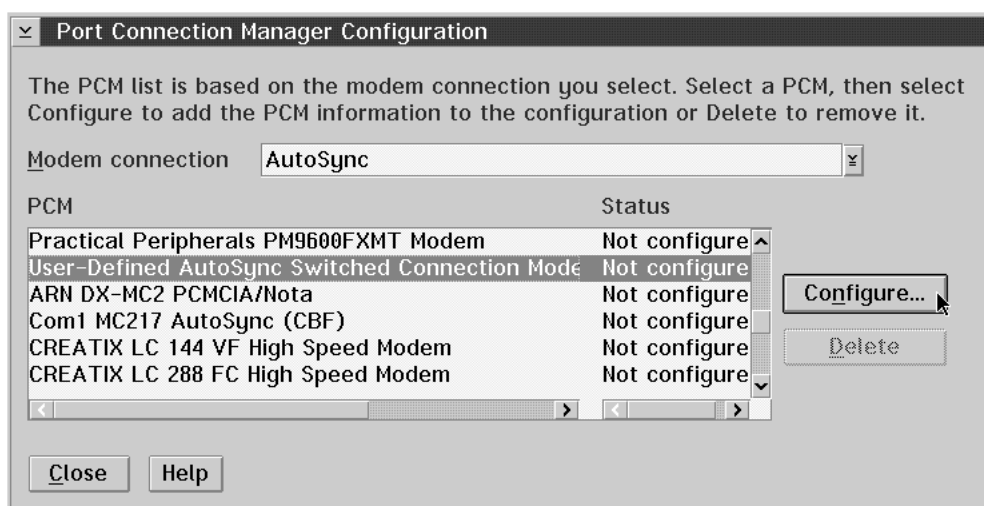 Port Connection Manager Configuration
The PCM list is based on the modem connection you select. Select a PCM, then select
Configure to add the PCM information to the configuration or Delete to remove it.
Modem connection AutoSync
PCM Status
Practical Peripherals PM9600FXMT Modem Not configure
User-Defined AutoSync Switched Connection Mode Not configure
ARN DX-MC2 PCMCIA/Nota Not configure
Com1 MC217 AutoSync (CBF) Not configure
CREATIX LC 144 VF High Speed Modem Not configure
CREATIX LC 288 FC High Speed Modem Not configure
Configure...
Delete
Close Help